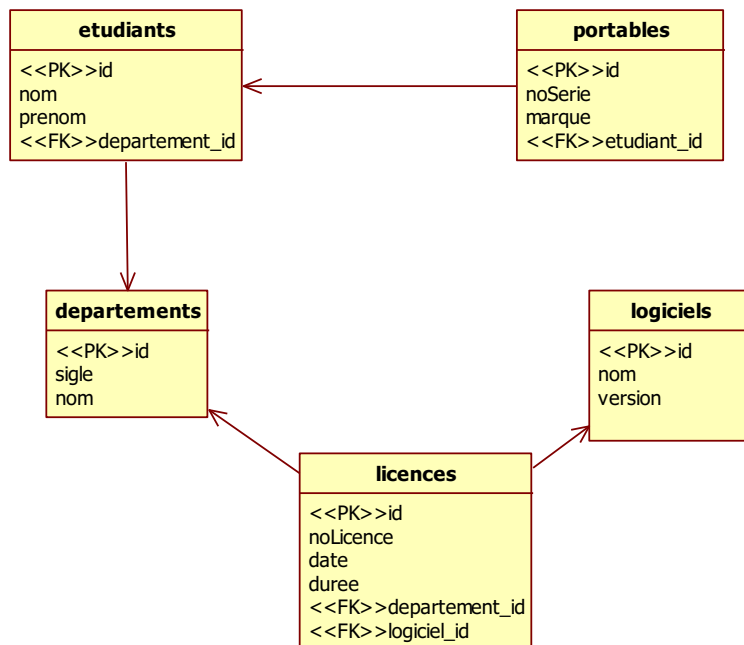 etudiants
<<PK>>id
nom
prenom
<<FK>>departement_id
portables
<<PK>>id
noSerie
marque
<<FK>>etudiant_id
departements
<<PK>>id
sigle
nom
logiciels
<<PK>>id
nom
version
licences
<<PK>>id
noLicence
date
duree
<<FK>>departement_id
<<FK>>logiciel_id